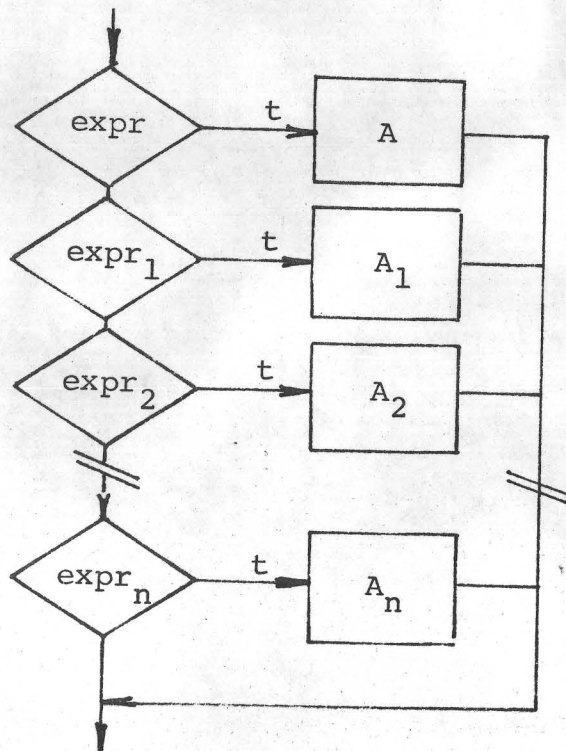 expr t A
expr₁ t A₁
expr₂ t A₂
exprₙ t Aₙ